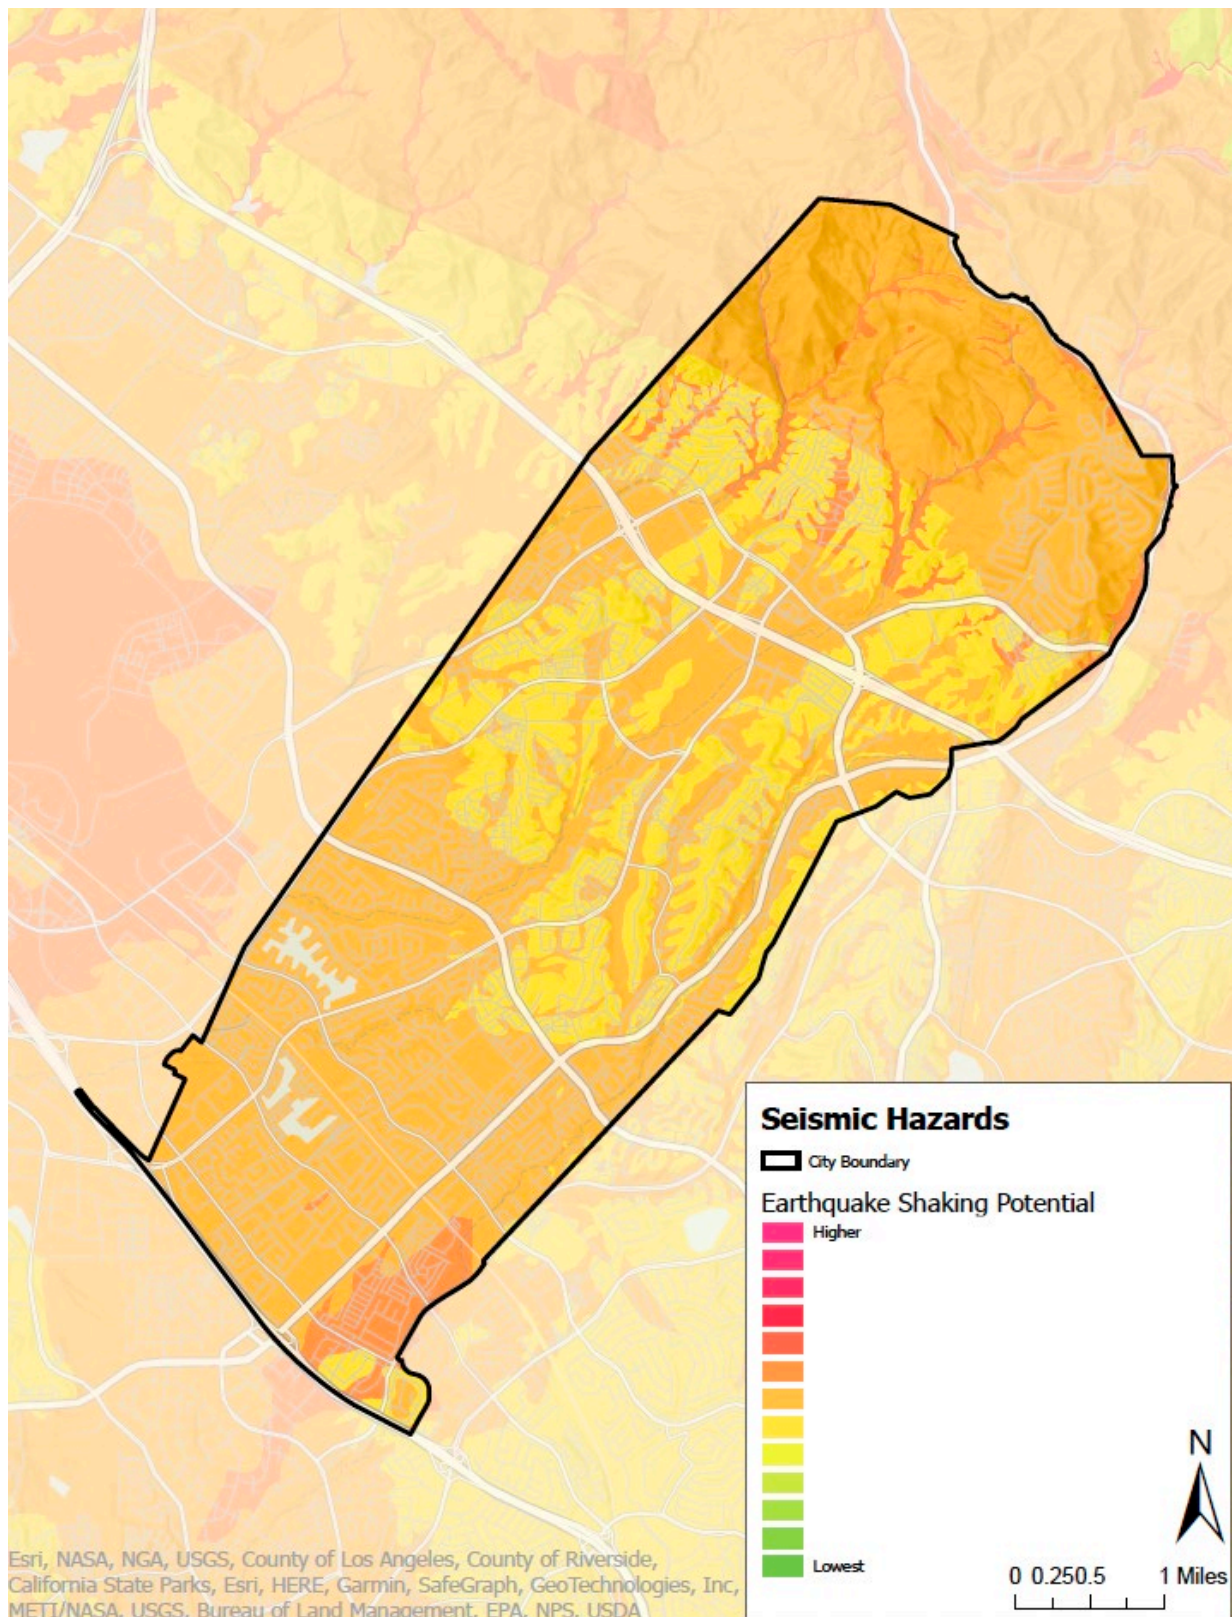 Seismic Hazards
City Boundary
Earthquake Shaking Potential
Higher
Lowest
N
0 0.250.5 1 Miles
Esri, NASA, NGA, USGS, County of Los Angeles, County of Riverside,
California State Parks, Esri, HERE, Garmin, SafeGraph, GeoTechnologies, Inc,
METI/NASA, USGS, Bureau of Land Management, EPA, NPS, USDA